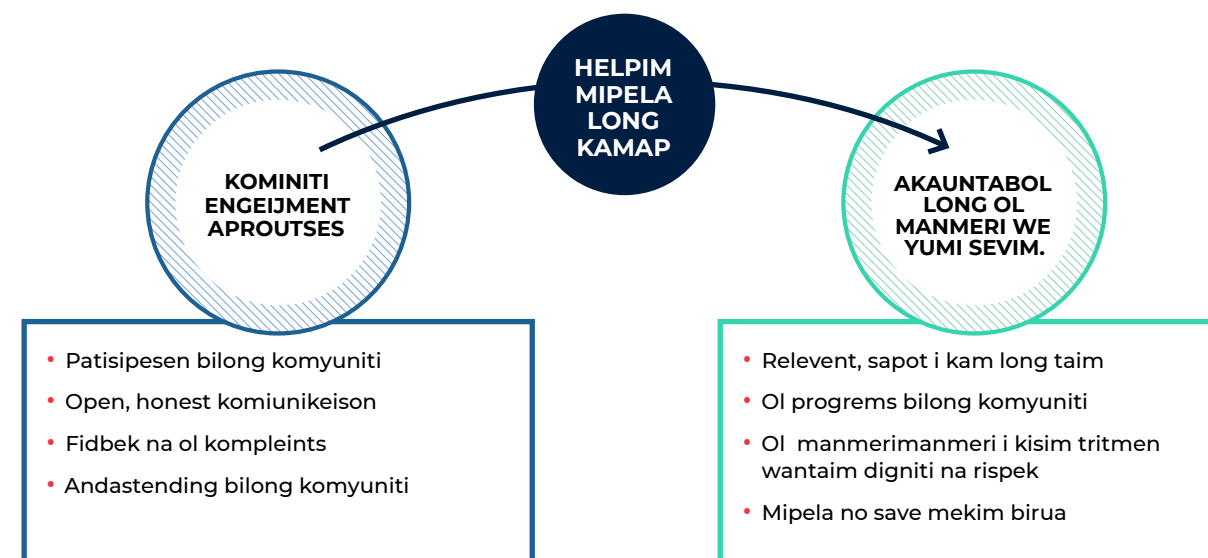 HELPIM
MIPELA
LONG
KAMAP
KOMINITI
ENGEIJMENT
APROUTSES
AKAUNTABOL
LONG OL
MANMERI WE
YUMI SEVIM.
• Patisipesen bilong komyuniti
• Open, honest komiunikeison
• Fidbek na ol kompleints
• Andastending bilong komyuniti
• Relevent, sapot i kam long taim
• Ol progrems bilong komyuniti
• Ol manmerimanmeri i kisim tritmen
wantaim digniti na rispek
• Mipela no save mekim birua